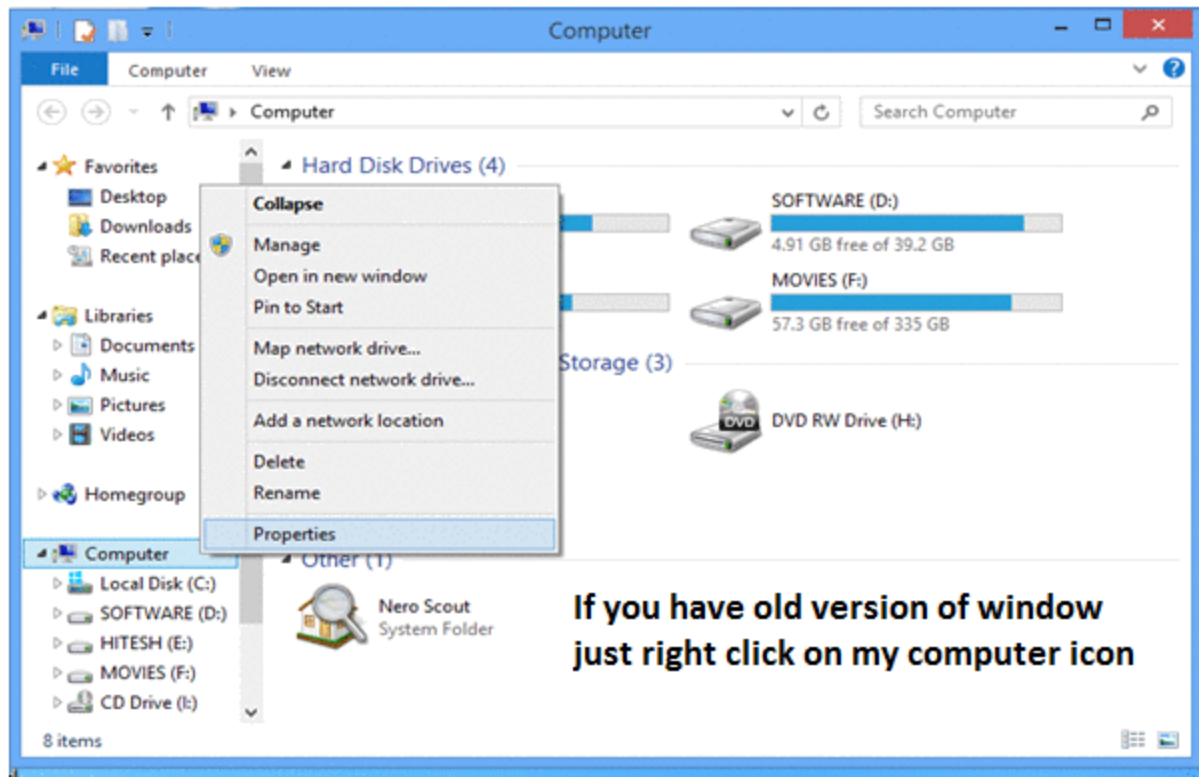 Computer
File Computer View
Computer
Search Computer
Favorites
Desktop
Downloads
Recent place
Libraries
Documents
Music
Pictures
Videos
Homegroup
Computer
Local Disk (C:)
SOFTWARE (D:)
HITESH (E:)
MOVIES (F:)
CD Drive (I:)
Collapse
Manage
Open in new window
Pin to Start
Map network drive...
Disconnect network drive...
Add a network location
Delete
Rename
Properties
Hard Disk Drives (4)
SOFTWARE (D:)
4.91 GB free of 39.2 GB
MOVIES (F:)
57.3 GB free of 335 GB
Storage (3)
DVD
DVD RW Drive (H:)
Other (1)
Nero Scout
System Folder
If you have old version of window
just right click on my computer icon
8 items